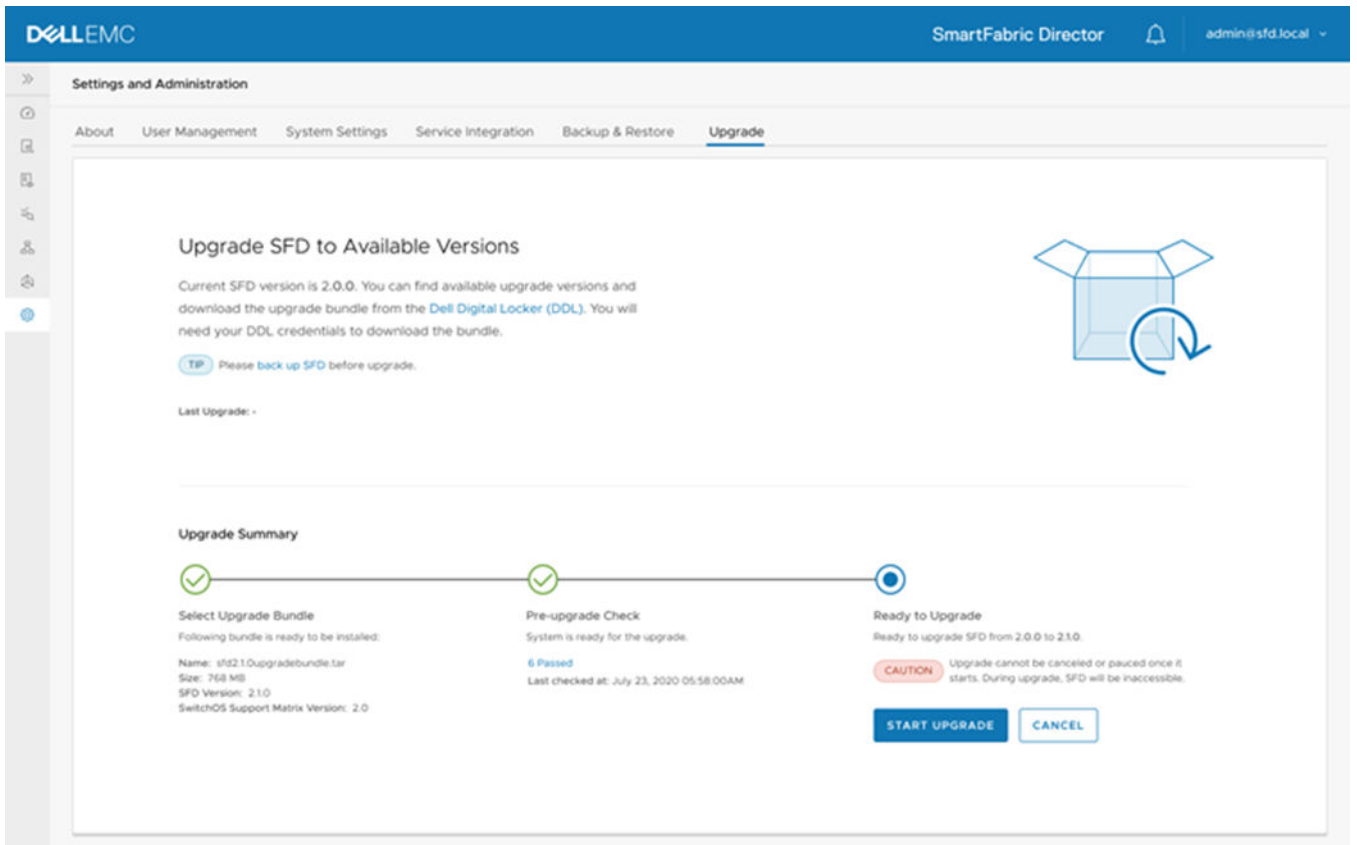 DELLEMC
SmartFabric Director
admin@sfd.local
Settings and Administration
About User Management System Settings Service Integration Backup & Restore Upgrade
Upgrade SFD to Available Versions
Current SFD version is 2.0.0. You can find available upgrade versions and
download the upgrade bundle from the Dell Digital Locker (DDL). You will
need your DDL credentials to download the bundle.
TIP Please back up SFD before upgrade.
Last Upgrade: -
Upgrade Summary
Select Upgrade Bundle
Following bundle is ready to be installed:
Name: sfd2.1.0upgradebundle.tar
Size: 768 MB
SFD Version: 2.1.0
SwitchOS Support Matrix Version: 2.0
Pre-upgrade Check
System is ready for the upgrade.
6 Passed
Last checked at: July 23, 2020 05:58:00AM
Ready to Upgrade
Ready to upgrade SFD from 2.0.0 to 2.1.0.
CAUTION Upgrade cannot be canceled or pauced once it
starts. During upgrade, SFD will be inaccessible.
START UPGRADE CANCEL